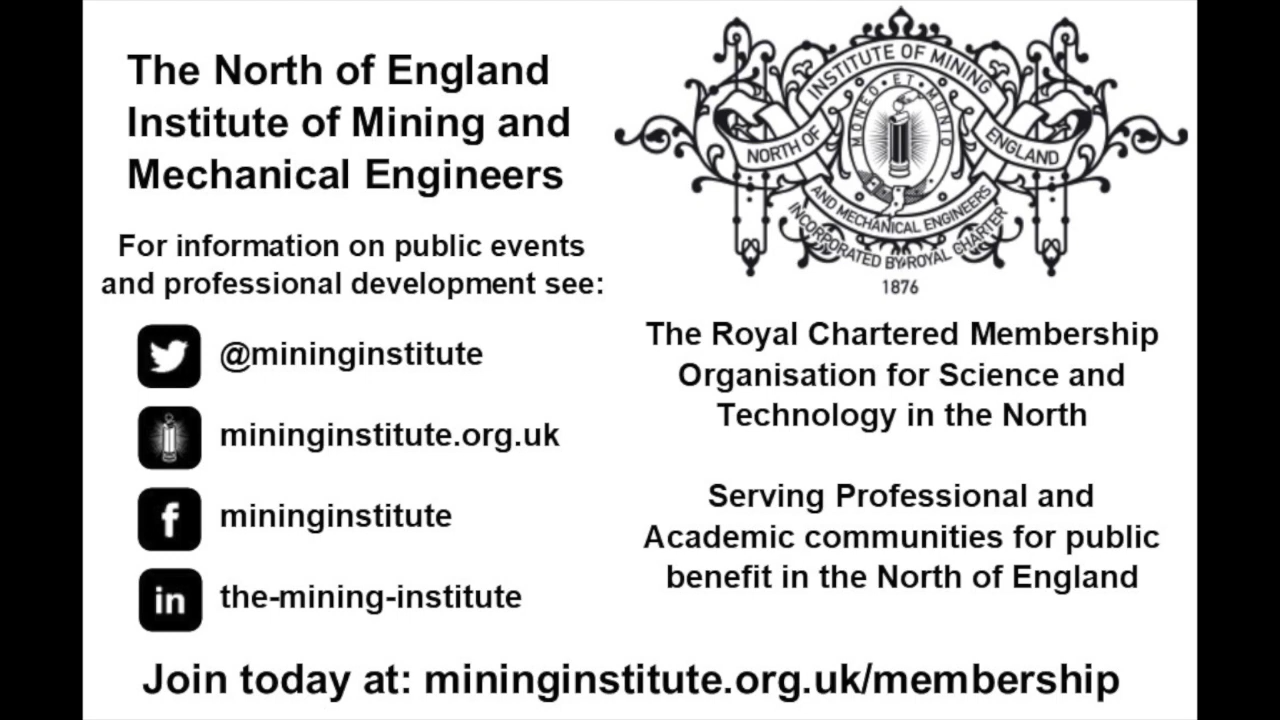 The North of England
Institute of Mining and
Mechanical Engineers
For information on public events
and professional development see:
@mininginstitute
mininginstitute.org.uk
f mininginstitute
in the-mining-institute
INSTITUTE OF MINING
MONEO ET MUNIO
NORTH OF
ENGLAND
AND MECHANICAL ENGINEERS
INCORPORATED BY ROYAL CHARTER
1876
The Royal Chartered Membership
Organisation for Science and
Technology in the North
Serving Professional and
Academic communities for public
benefit in the North of England
Join today at: mininginstitute.org.uk/membership